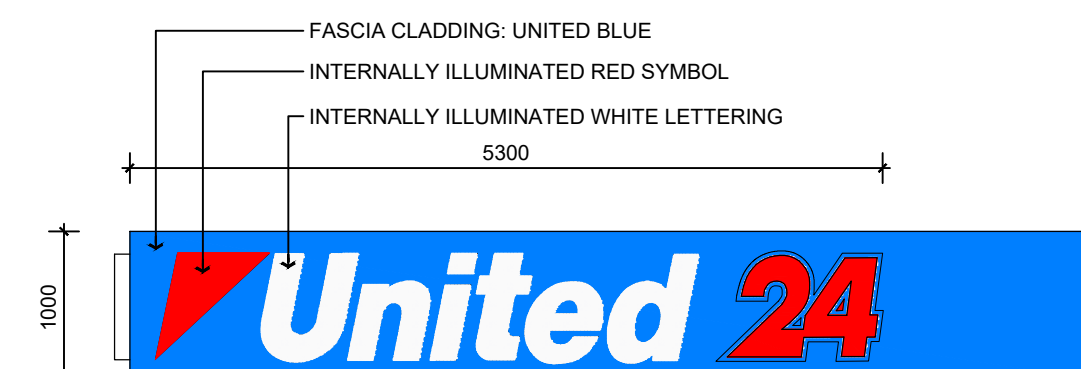 FASCIA CLADDING: UNITED BLUE
INTERNALLY ILLUMINATED RED SYMBOL
INTERNALLY ILLUMINATED WHITE LETTERING
5300
1000
United 24